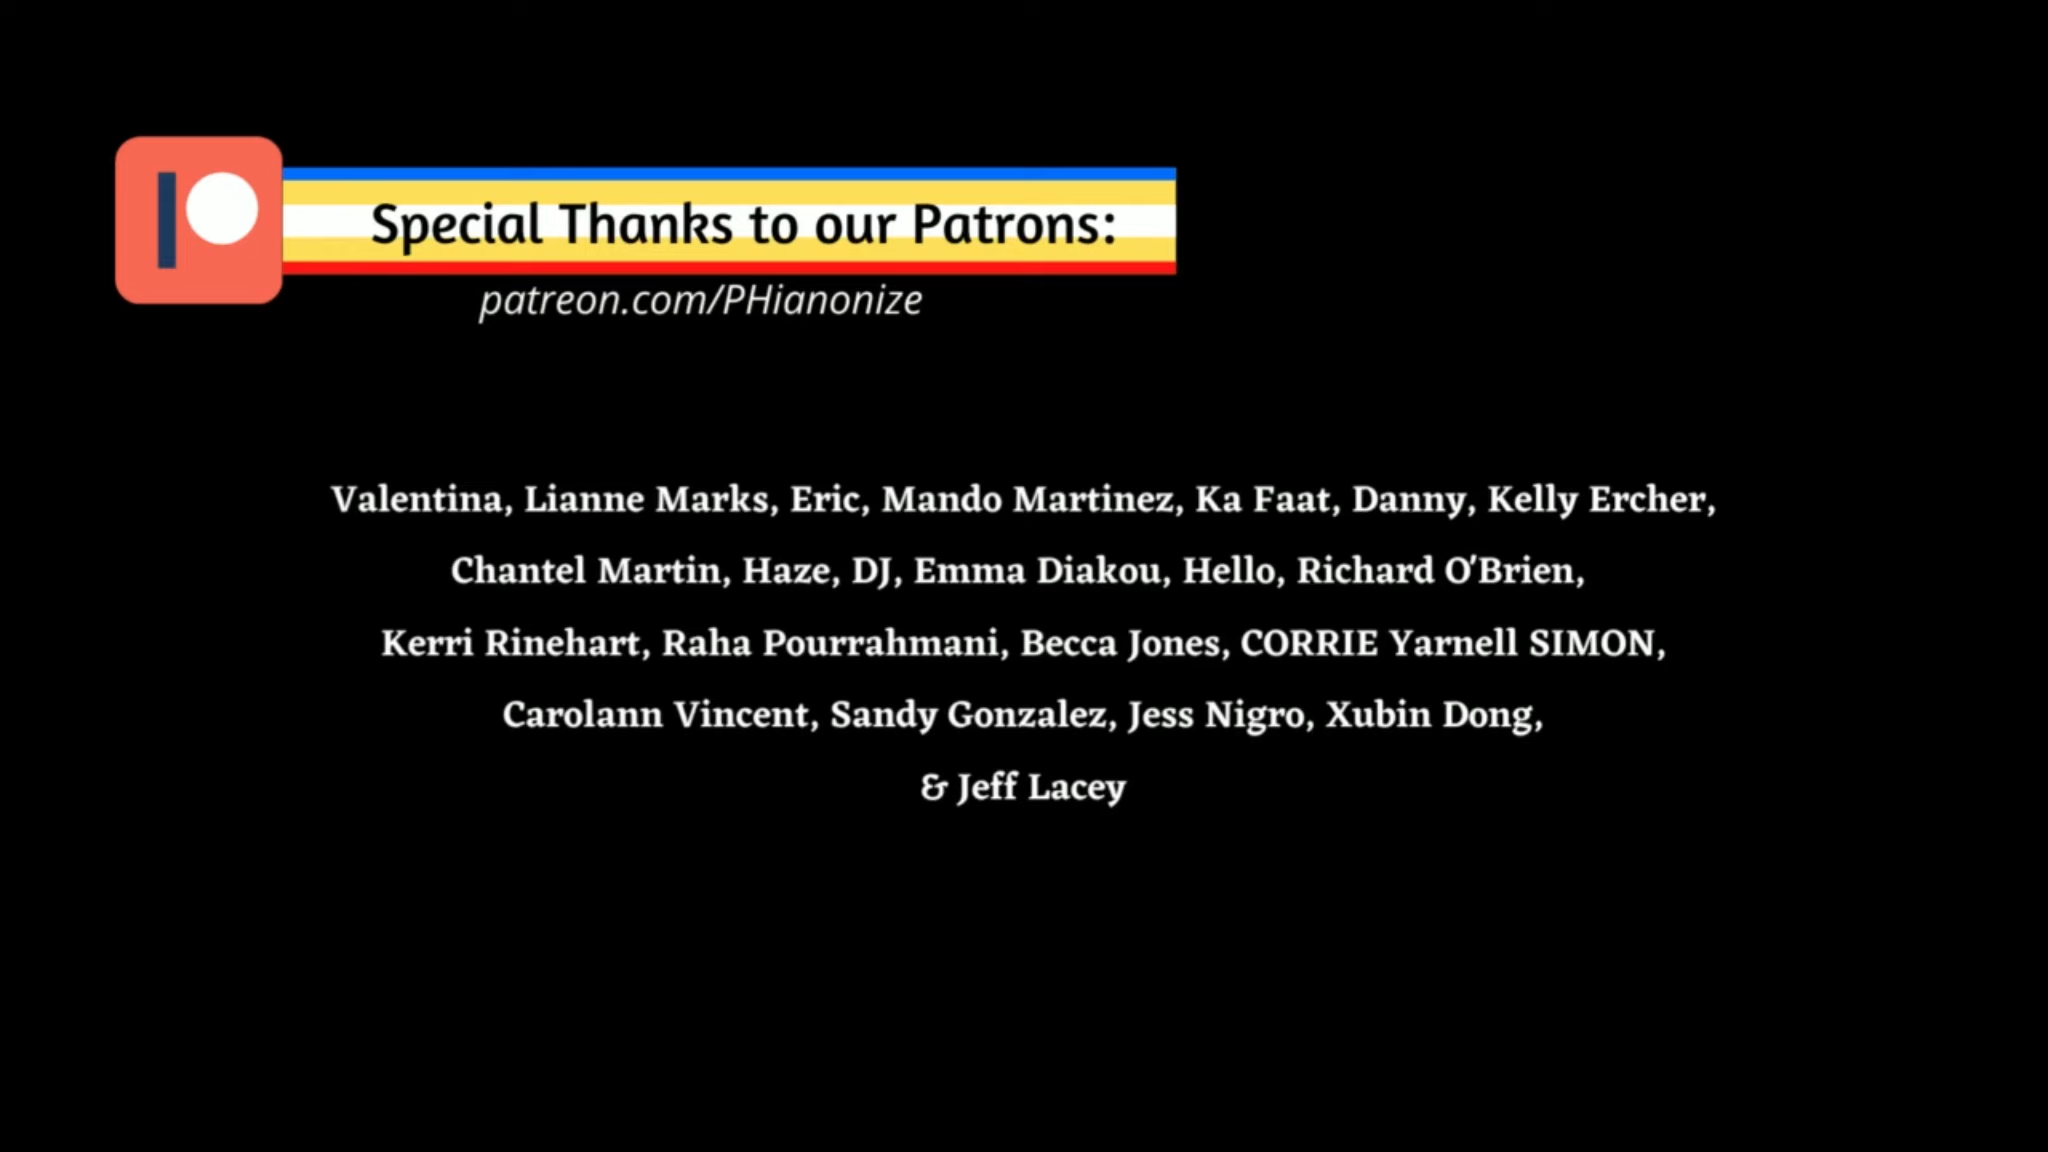 Special Thanks to our Patrons:
patreon.com/PHianonize
Valentina, Lianne Marks, Eric, Mando Martinez, Ka Faat, Danny, Kelly Ercher,
Chantel Martin, Haze, DJ, Emma Diakou, Hello, Richard O'Brien,
Kerri Rinehart, Raha Pourrahmani, Becca Jones, CORRIE Yarnell SIMON,
Carolann Vincent, Sandy Gonzalez, Jess Nigro, Xubin Dong,
& Jeff Lacey